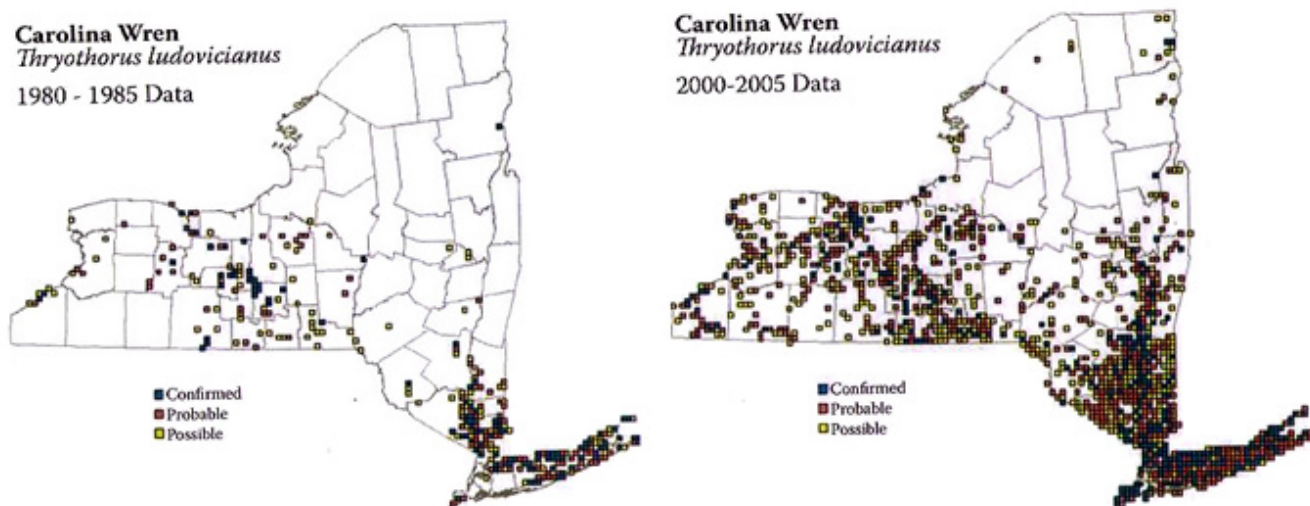 Carolina Wren
Thryothorus ludovicianus
1980 - 1985 Data
Confirmed
Probable
Possible
Carolina Wren
Thryothorus ludovicianus
2000-2005 Data
Confirmed
Probable
Possible